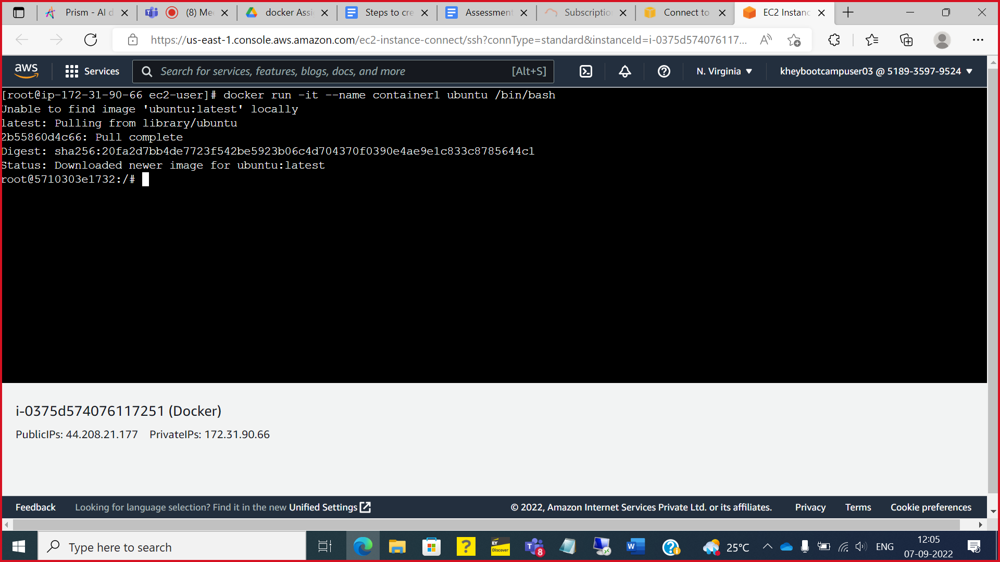 Prism - AI d
(8) Me
docker Assi
Steps to cre
Assessment
Subscriptio
Connect to
EC2 Instanc
https://us-east-1.console.aws.amazon.com/ec2-instance-connect/ssh?connType=standard&instanceId=i-0375d574076117...
aws
Services
Search for services, features, blogs, docs, and more
[Alt+S]
N. Virginia
kheybootcampuser03 @ 5189-3597-9524
[root@ip-172-31-90-66 ec2-user]# docker run -it --name container1 ubuntu /bin/bash
Unable to find image 'ubuntu:latest' locally
latest: Pulling from library/ubuntu
2b55860d4c66: Pull complete
Digest: sha256:20fa2d7bb4de7723f542be5923b06c4d704370f0390e4ae9e1c833c8785644c1
Status: Downloaded newer image for ubuntu:latest
root@5710303e1732:/#
i-0375d574076117251 (Docker)
PublicIPs: 44.208.21.177 PrivateIPs: 172.31.90.66
Feedback
Looking for language selection? Find it in the new Unified Settings
© 2022, Amazon Internet Services Private Ltd. or its affiliates.
Privacy
Terms
Cookie preferences
Type here to search
EY
Discover
8
25°C
ENG
12:05
07-09-2022